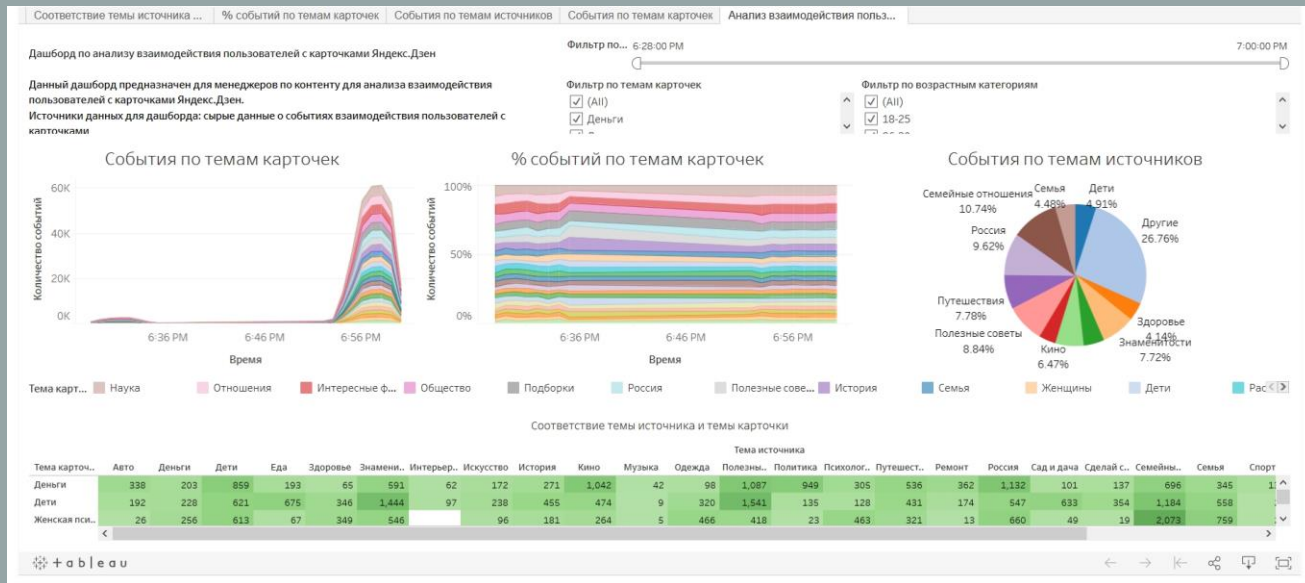 Соответствие темы источника ...
% событий по темам карточек
События по темам источников
События по темам карточек
Анализ взаимодействия польз...
Дашборд по анализу взаимодействия пользователей с карточками Яндекс.Дзен
Данный дашборд предназначен для менеджеров по контенту для анализа взаимодействия
пользователей с карточками Яндекс.Дзен.
Источники данных для дашборда: сырые данные о событиях взаимодействия пользователей с
карточками
Фильтр по... 6:28:00 PM 7:00:00 PM
Фильтр по темам карточек
(All)
Деньги
Фильтр по возрастным категориям
(All)
18-25
События по темам карточек
Количество событий
60K
40K
20K
0K
6:36 PM 6:46 PM 6:56 PM
Время
% событий по темам карточек
Количество событий
100%
50%
0%
6:36 PM 6:46 PM 6:56 PM
Время
События по темам источников
Семейные отношения
10.74%
Семья
4.48%
Дети
4.91%
Другие
26.76%
Россия
9.62%
Путешествия
7.78%
Полезные советы
8.84%
Кино
6.47%
Здоровье
4.14%
Знаменитости
7.72%
Тема карт... Наука Отношения Интересные ф... Общество Подборки Россия Полезные сове... История Семья Женщины Дети Рас
Соответствие темы источника и темы карточки
Тема источника
Тема карточ.. Авто Деньги Дети Еда Здоровье Знамени.. Интерьер.. Искусство История Кино Музыка Одежда Полезны.. Политика Психолог.. Путешест.. Ремонт Россия Сад и дача Сделай с.. Семейны.. Семья Спорт
Деньги 338 203 859 193 65 591 62 172 271 1,042 42 98 1,087 949 305 536 362 1,132 101 137 696 345
Дети 192 228 621 675 346 1,444 97 238 455 474 9 320 1,541 135 128 431 174 547 633 354 1,184 558
Женская пси... 26 256 613 67 349 546 96 181 264 5 466 418 23 463 321 13 660 49 19 2,073 759
+ableau